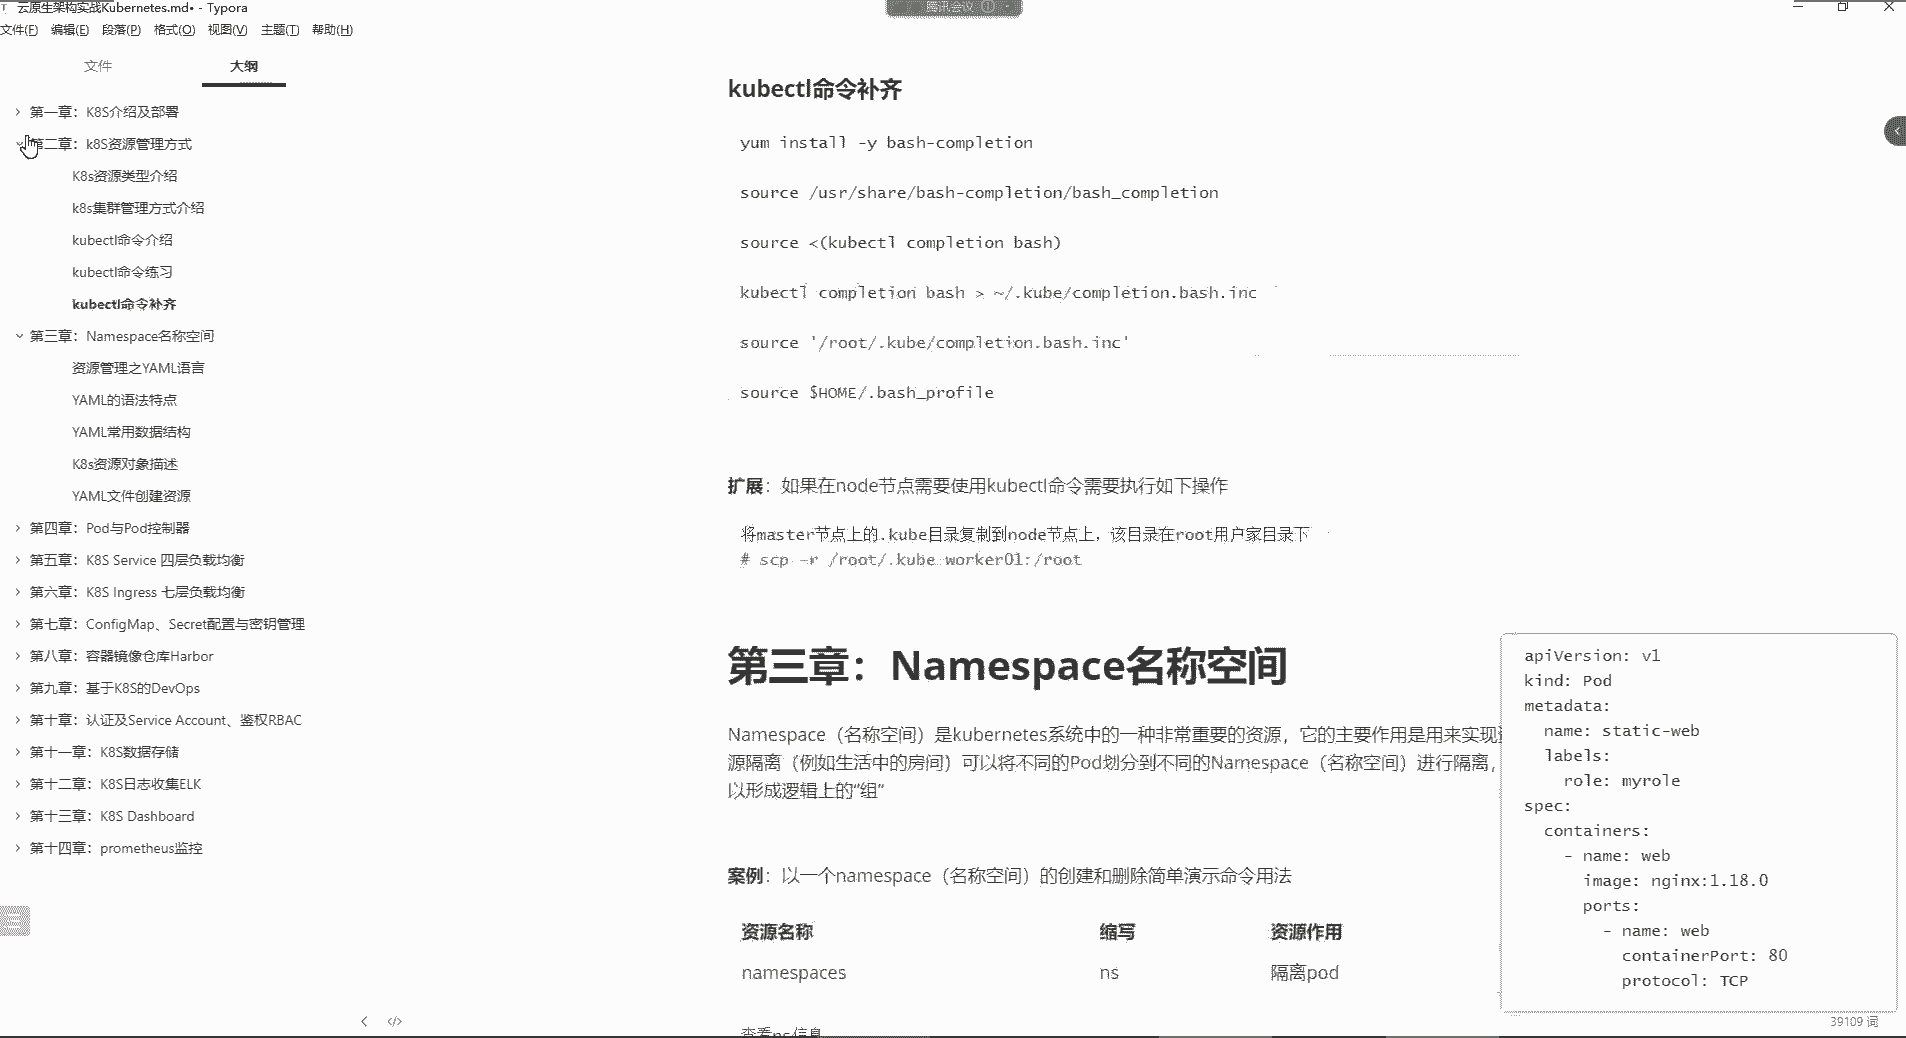 云原生架构实战Kubernetes.md• - Typora
腾讯会议
文件(F) 编辑(E) 段落(P) 格式(O) 视图(V) 主题(T) 帮助(H)
文件 大纲
第一章：K8S介绍及部署
第二章：k8S资源管理方式
K8s资源类型介绍
k8s集群管理方式介绍
kubectl命令介绍
kubectl命令练习
kubectl命令补齐
第三章：Namespace名称空间
资源管理之YAML语言
YAML的语法特点
YAML常用数据结构
K8s资源对象描述
YAML文件创建资源
第四章：Pod与Pod控制器
第五章：K8S Service 四层负载均衡
第六章：K8S Ingress 七层负载均衡
第七章：ConfigMap、Secret配置与密钥管理
第八章：容器镜像仓库Harbor
第九章：基于K8S的DevOps
第十章：认证及Service Account、鉴权RBAC
第十一章：K8S数据存储
第十二章：K8S日志收集ELK
第十三章：K8S Dashboard
第十四章：prometheus监控
kubectl命令补齐
yum install -y bash-completion
source /usr/share/bash-completion/bash_completion
source <(kubectl completion bash)
kubectl completion bash > ~/.kube/completion.bash.inc
source '/root/.kube/completion.bash.inc'
source $HOME/.bash_profile
扩展：如果在node节点需要使用kubectl命令需要执行如下操作
将master节点上的.kube目录复制到node节点上，该目录在root用户家目录下
# scp -r /root/.kube worker01:/root
第三章：Namespace名称空间
Namespace（名称空间）是kubernetes系统中的一种非常重要的资源，它的主要作用是用来实现资
源隔离（例如生活中的房间）可以将不同的Pod划分到不同的Namespace（名称空间）进行隔离，
以形成逻辑上的“组”
案例：以一个namespace（名称空间）的创建和删除简单演示命令用法
资源名称 缩写 资源作用
namespaces ns 隔离pod
查看ns信息
apiVersion: v1
kind: Pod
metadata:
  name: static-web
  labels:
    role: myrole
spec:
  containers:
    - name: web
      image: nginx:1.18.0
      ports:
        - name: web
          containerPort: 80
          protocol: TCP
39109 词